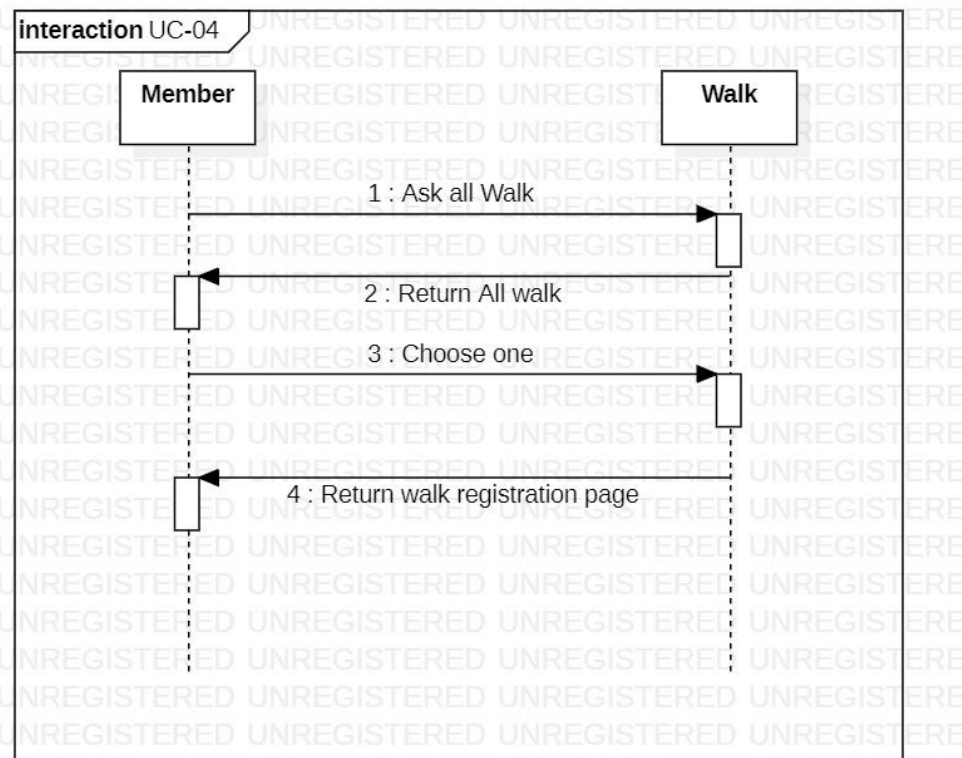 interaction UC-04
Member
Walk
1 : Ask all Walk
2 : Return All walk
3 : Choose one
4 : Return walk registration page
UNREGISTERED